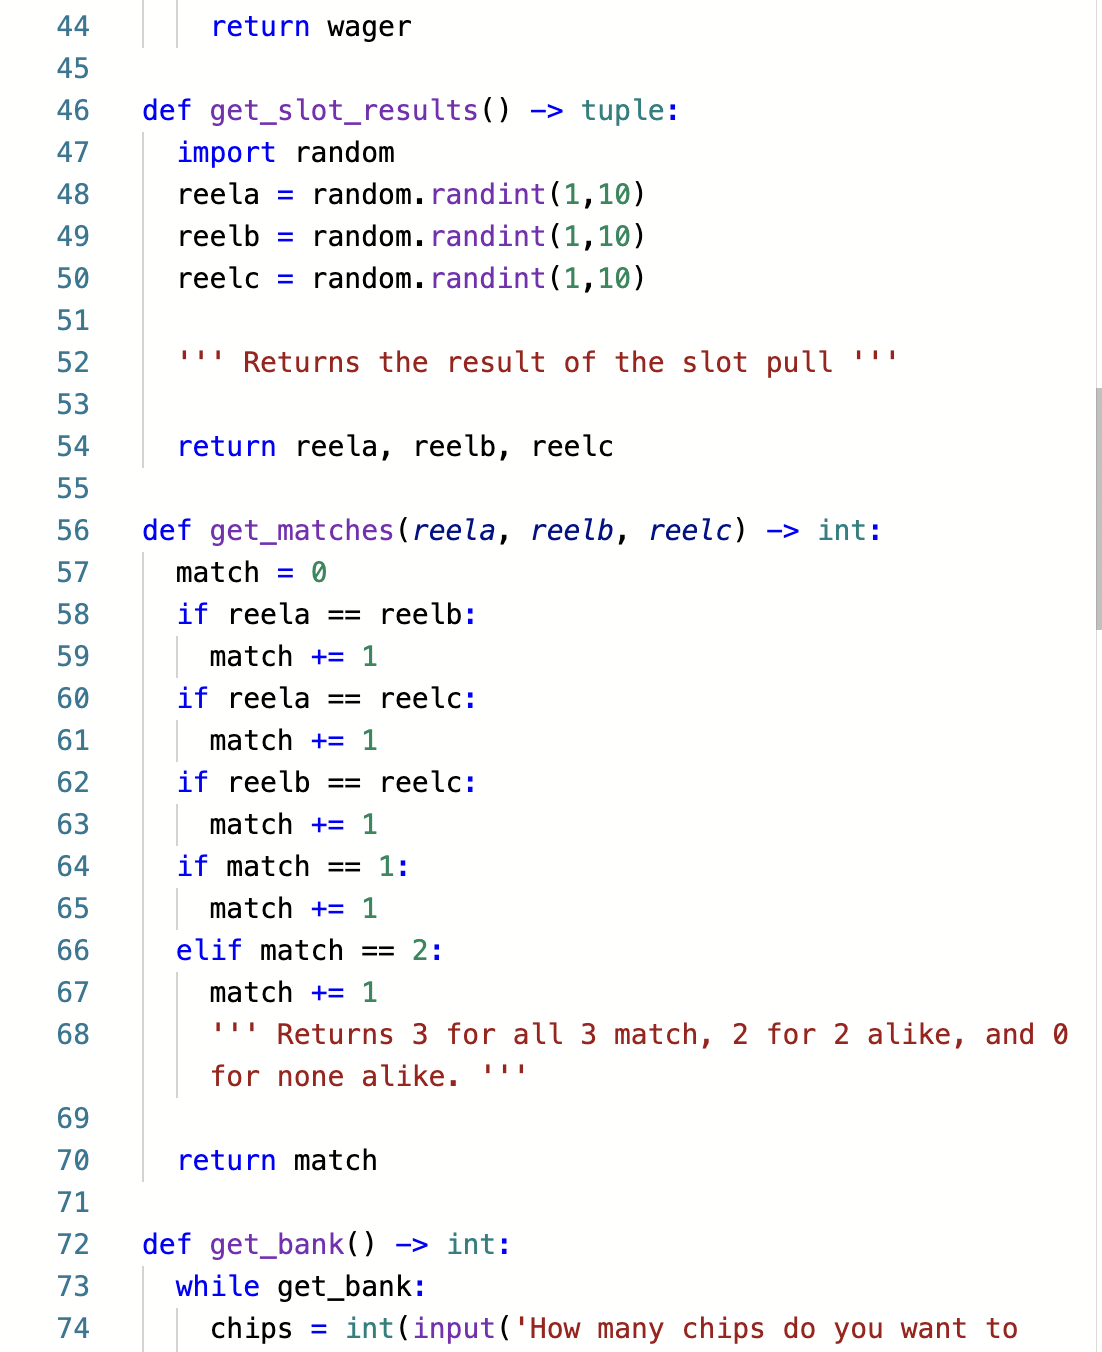 44 return wager
45
46 def get_slot_results() -> tuple:
47 import random
48 reela = random.randint(1,10)
49 reelb = random.randint(1,10)
50 reelc = random.randint(1,10)
51
52 ''' Returns the result of the slot pull '''
53
54 return reela, reelb, reelc
55
56 def get_matches(reela, reelb, reelc) -> int:
57 match = 0
58 if reela == reelb:
59 match += 1
60 if reela == reelc:
61 match += 1
62 if reelb == reelc:
63 match += 1
64 if match == 1:
65 match += 1
66 elif match == 2:
67 match += 1
68 ''' Returns 3 for all 3 match, 2 for 2 alike, and 0
for none alike. '''
69
70 return match
71
72 def get_bank() -> int:
73 while get_bank:
74 chips = int(input('How many chips do you want to